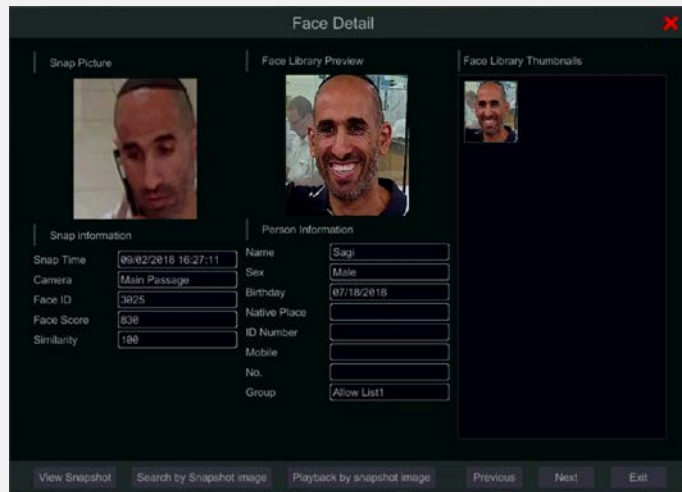 Face Detail
Snap Picture
Face Library Preview
Face Library Thumbnails
Snap information
Snap Time 09/02/2018 16:27:11
Camera Main Passage
Face ID 3025
Face Score 830
Similarity 100
Person Information
Name Sagi
Sex Male
Birthday 07/18/2018
Native Place
ID Number
Mobile
No.
Group Allow List1
View Snapshot
Search by Snapshot image
Playback by snapshot image
Previous
Next
Exit